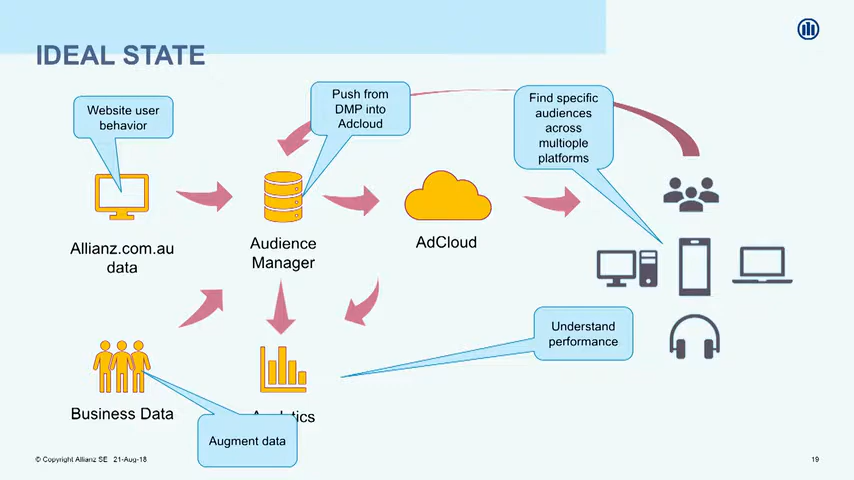 IDEAL STATE
Website user
behavior
Push from
DMP into
Adcloud
Find specific
audiences
across
multiople
platforms
Allianz.com.au
data
Audience
Manager
AdCloud
Understand
performance
Business Data
Augment data
© Copyright Allianz SE 21-Aug-18
19